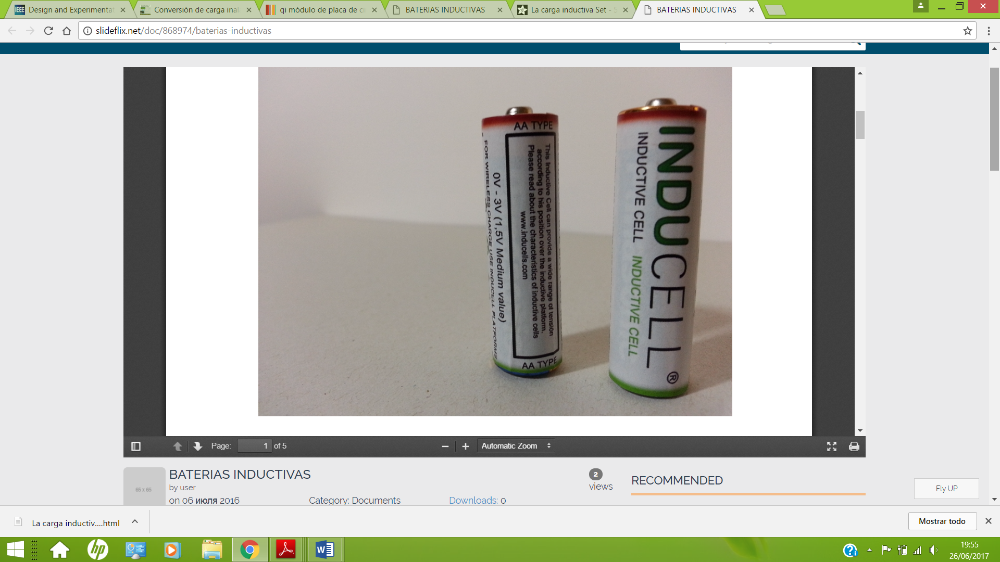 Design and Experimentat
Conversión de carga inal
qi módulo de placa de ci
BATERIAS INDUCTIVAS
La carga inductiva Set - 5
BATERIAS INDUCTIVAS
slideflix.net/doc/868974/baterias-inductivas
AA TYPE
This Inductive Cell can provide a wide range of tensión
according to his position over the inductive platform.
Please read about the characteristics of inductive cells
www.inducells.com
0V - 3V (1,5V Medium value)
FOR WIRELESS CHARGE USE INDUCELL PLATFORMS
AA TYPE
INDUCELL®
INDUCTIVE CELL INDUCTIVE CELL
Page: 1 of 5
Automatic Zoom
BATERIAS INDUCTIVAS
by user
on 06 июля 2016
Category: Documents
Downloads: 0
2
views
RECOMMENDED
65 x 65
Fly UP
La carga inductiv....html
Mostrar todo
19:55
26/06/2017